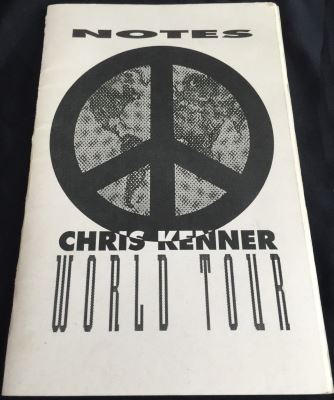 NOTES
CHRIS KENNER
WORLD TOUR